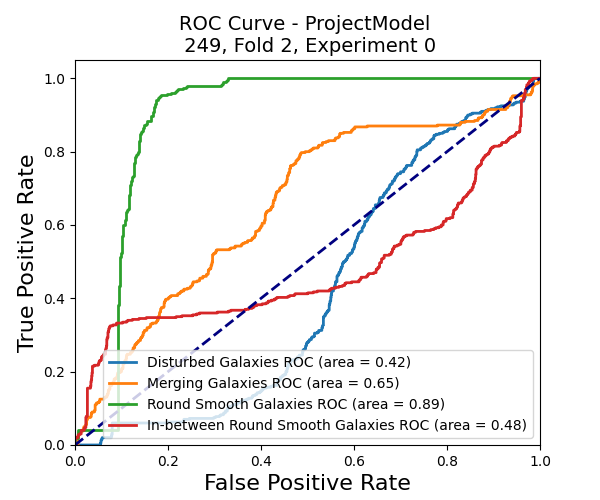 ROC Curve - ProjectModel
249, Fold 2, Experiment 0
True Positive Rate
1.0
0.8
0.6
0.4
0.2
0.0
Disturbed Galaxies ROC (area = 0.42)
Merging Galaxies ROC (area = 0.65)
Round Smooth Galaxies ROC (area = 0.89)
In-between Round Smooth Galaxies ROC (area = 0.48)
0.0 0.2 0.4 0.6 0.8 1.0
False Positive Rate